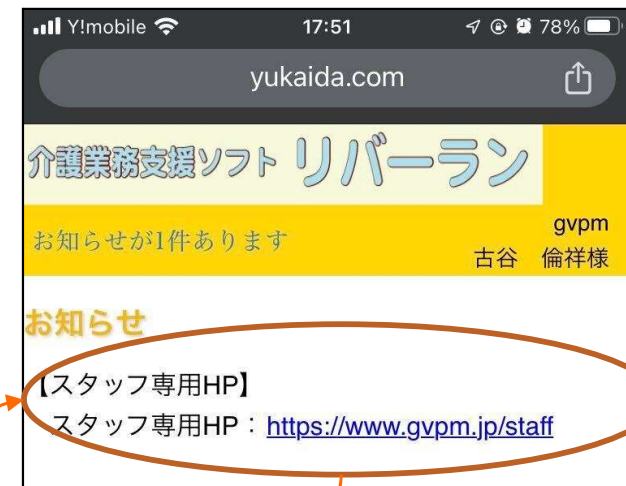 Y!mobile 17:51 78%
yukaida.com
介護業務支援ソフト リバーラン
お知らせが1件あります
gvpm
古谷 倫祥様
お知らせ
【スタッフ専用HP】
スタッフ専用HP：https://www.gvpm.jp/staff